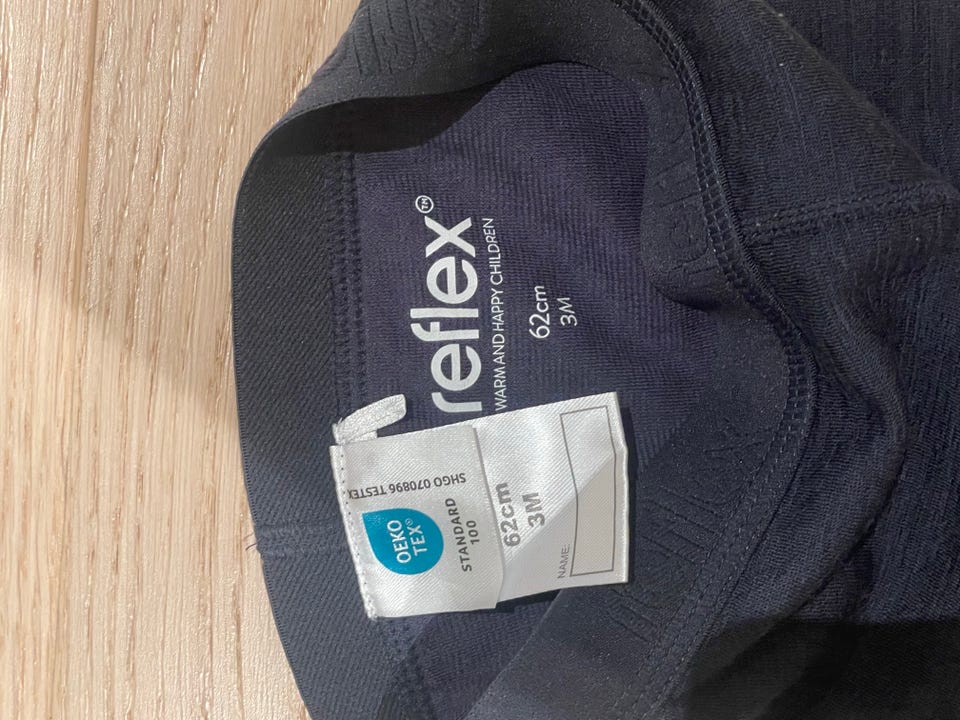 reflex™
WARM AND HAPPY CHILDREN
62cm
3M
SHGO 070896 TESTEX
OEKO
TEX®
STANDARD
100
62cm
3M
NAME: